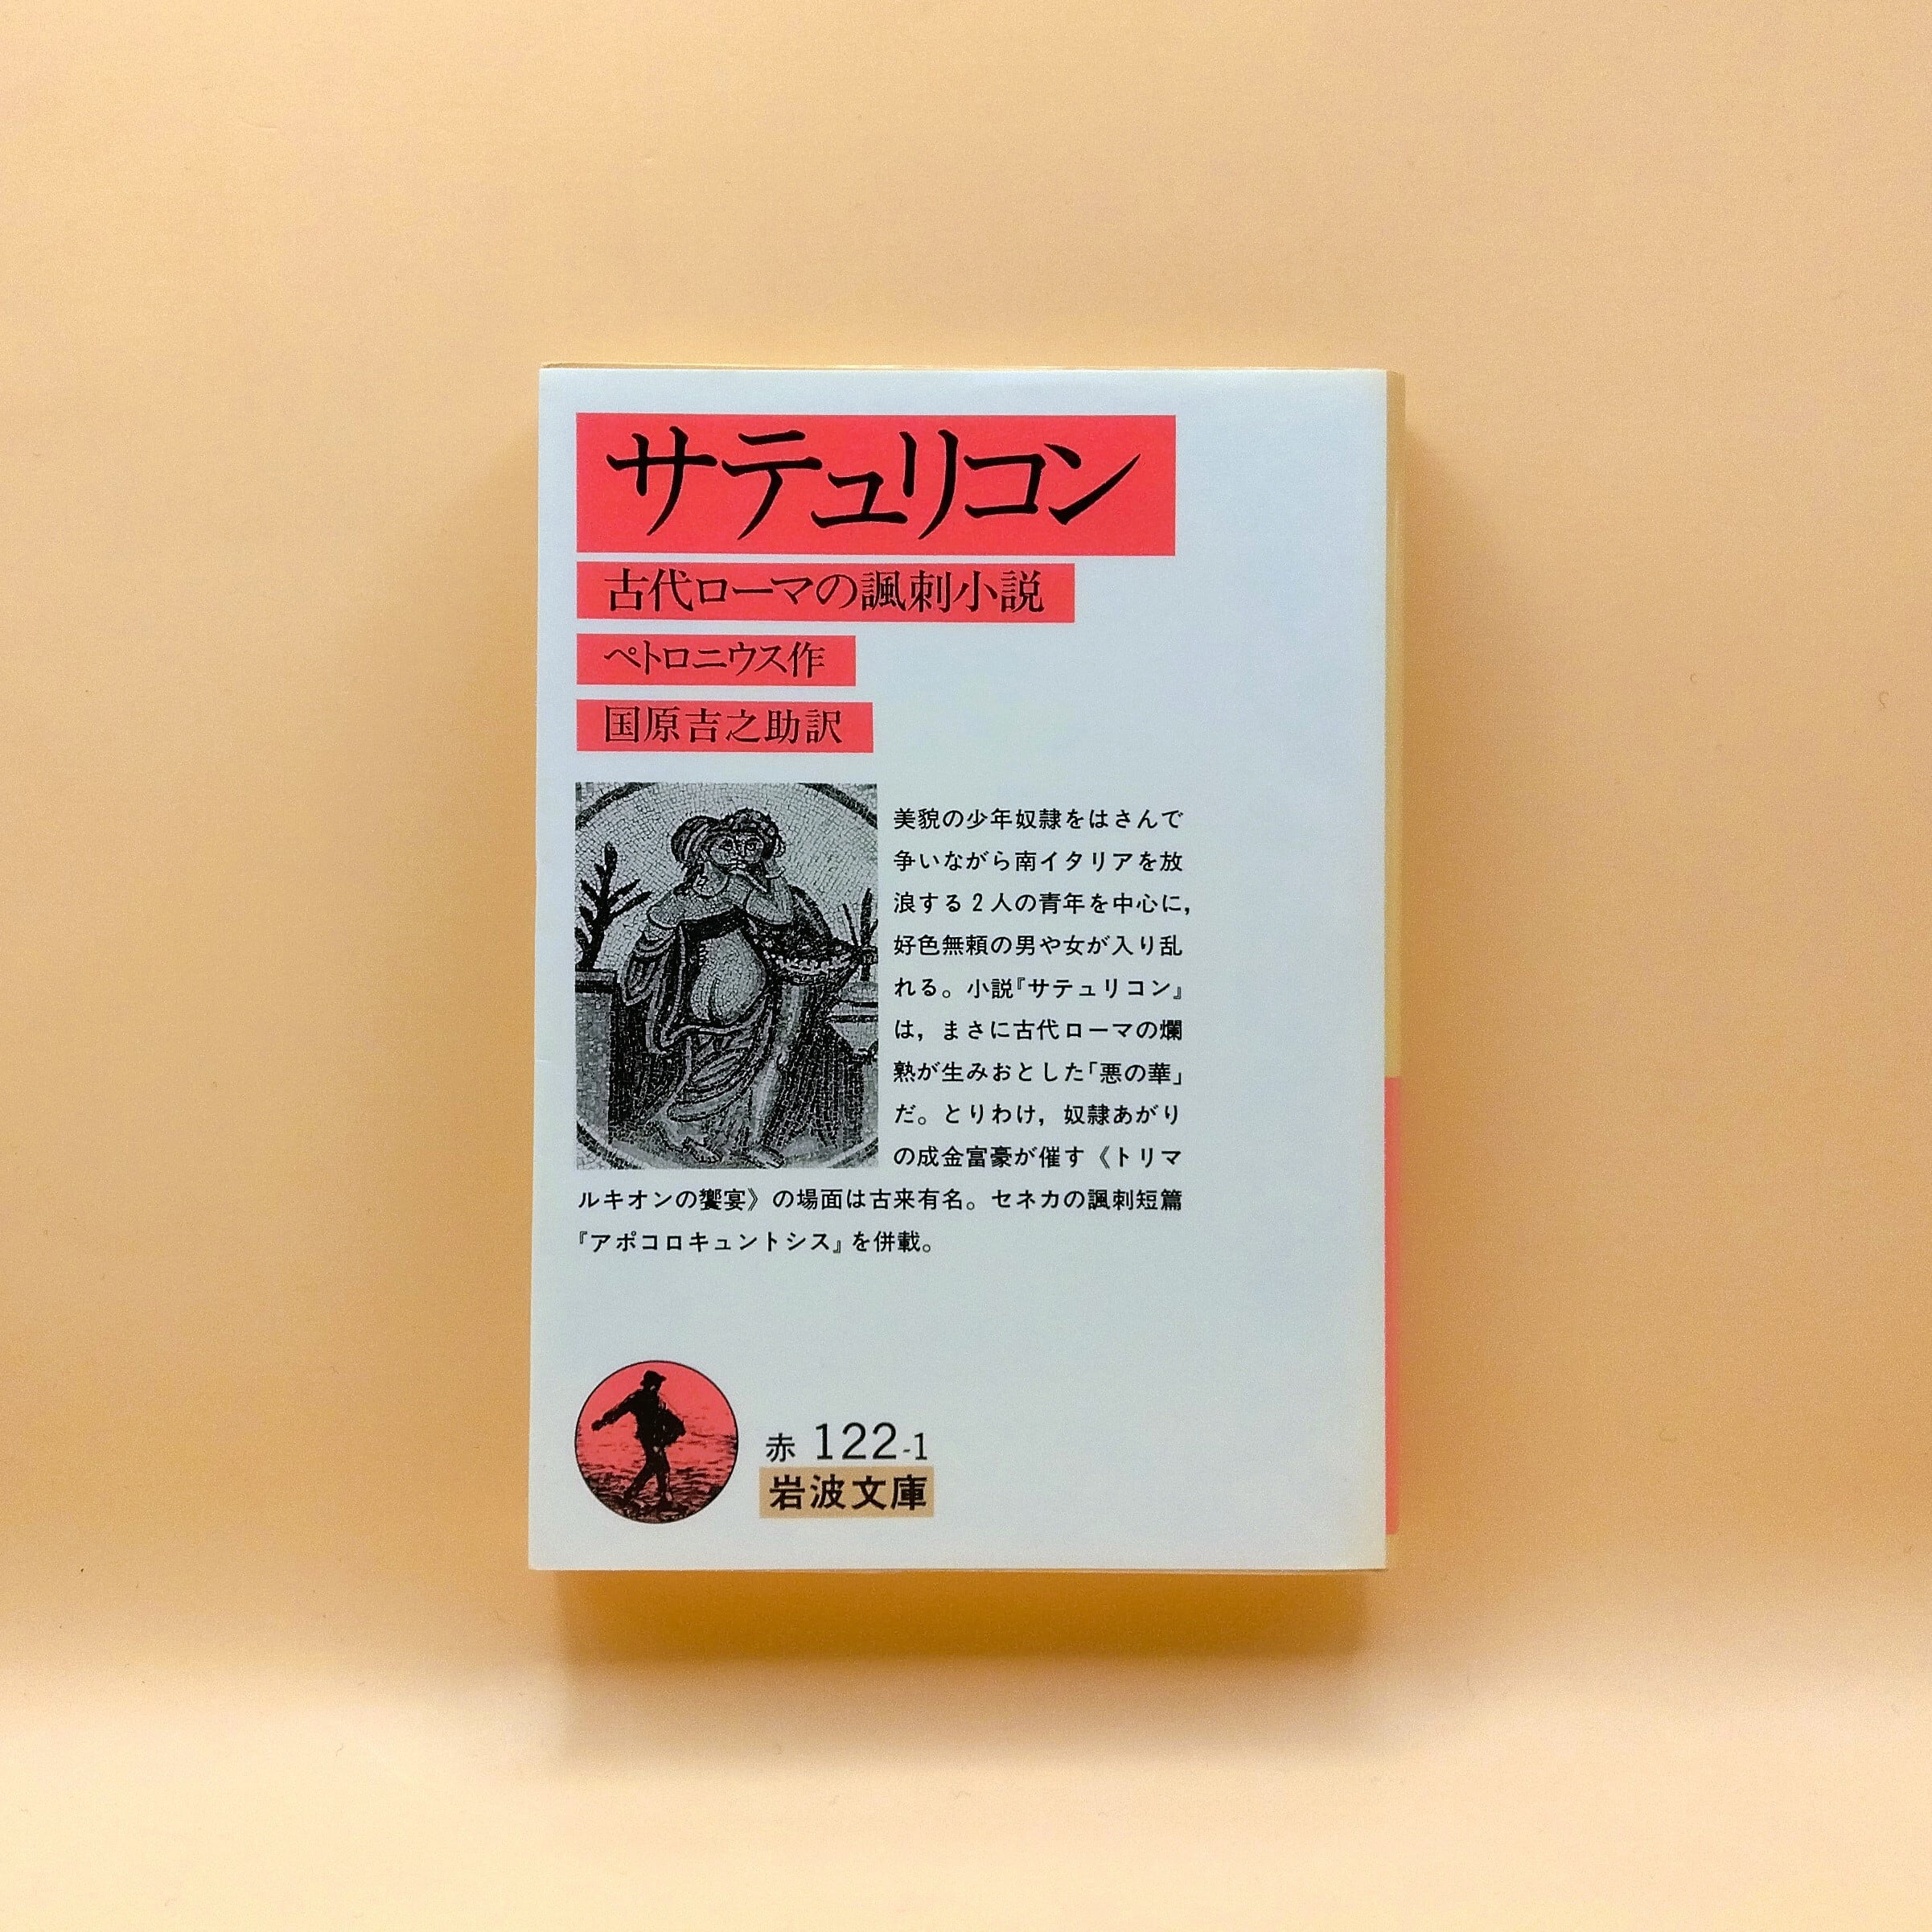 サテュリコン
古代ローマの諷刺小説
ペトロニウス作
国原吉之助訳
美貌の少年奴隷をはさんで
争いながら南イタリアを放
浪する2人の青年を中心に，
好色無頼の男や女が入り乱
れる。小説『サテュリコン』
は，まさに古代ローマの爛
熟が生みおとした「悪の華」
だ。とりわけ，奴隷あがり
の成金富豪が催す《トリマ
ルキオンの饗宴》の場面は古来有名。セネカの諷刺短篇
『アポコロキュントシス』を併載。
赤 122-1
岩波文庫